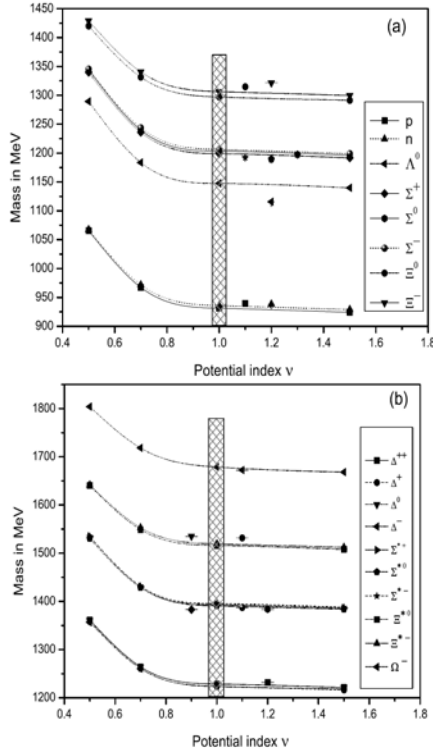 (a)
Mass in MeV
1450
1400
1350
1300
1250
1200
1150
1100
1050
1000
950
900
0.4 0.6 0.8 1.0 1.2 1.4 1.6 1.8
Potential index ν
p
n
Λ⁰
Σ⁺
Σ⁰
Σ⁻
Ξ⁰
Ξ⁻
(b)
Mass in MeV
1800
1700
1600
1500
1400
1300
1200
0.4 0.6 0.8 1.0 1.2 1.4 1.6 1.8
Potential index ν
Δ⁺⁺
Δ⁺
Δ⁰
Δ⁻
Σ*⁺
Σ*⁰
Σ*⁻
Ξ*⁰
Ξ*⁻
Ω⁻